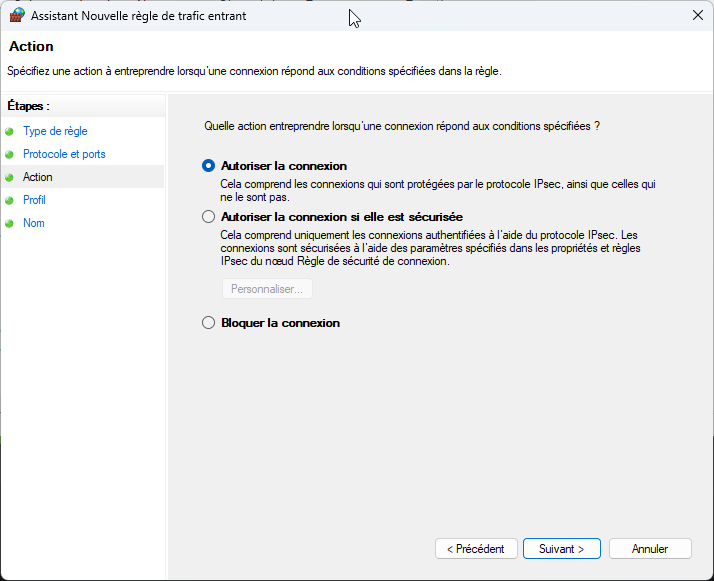 Assistant Nouvelle règle de trafic entrant
Action
Spécifiez une action à entreprendre lorsqu'une connexion répond aux conditions spécifiées dans la règle.
Étapes :
Type de règle
Protocole et ports
Action
Profil
Nom
Quelle action entreprendre lorsqu'une connexion répond aux conditions spécifiées ?
Autoriser la connexion
Cela comprend les connexions qui sont protégées par le protocole IPsec, ainsi que celles qui
ne le sont pas.
Autoriser la connexion si elle est sécurisée
Cela comprend uniquement les connexions authentifiées à l'aide du protocole IPsec. Les
connexions sont sécurisées à l'aide des paramètres spécifiés dans les propriétés et règles
IPsec du nœud Règle de sécurité de connexion.
Personnaliser...
Bloquer la connexion
< Précédent
Suivant >
Annuler